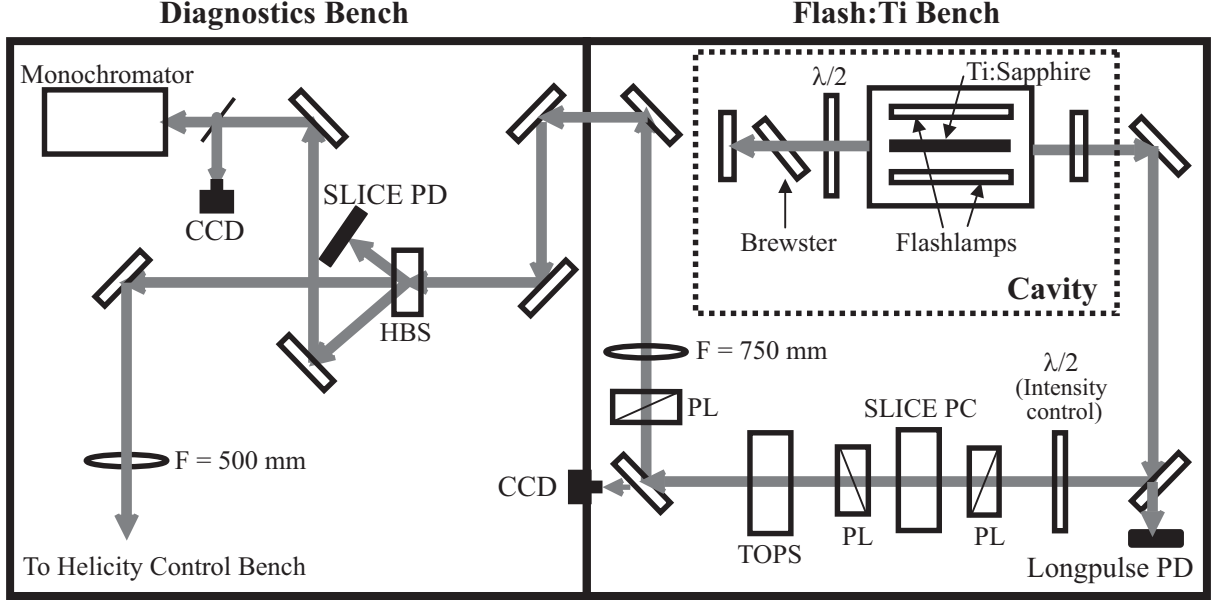 Diagnostics Bench
Flash:Ti Bench
Monochromator
λ/2
Ti:Sapphire
SLICE PD
CCD
Brewster
Flashlamps
Cavity
HBS
F = 750 mm
λ/2
(Intensity
control)
PL
SLICE PC
F = 500 mm
CCD
TOPS
PL
PL
Longpulse PD
To Helicity Control Bench